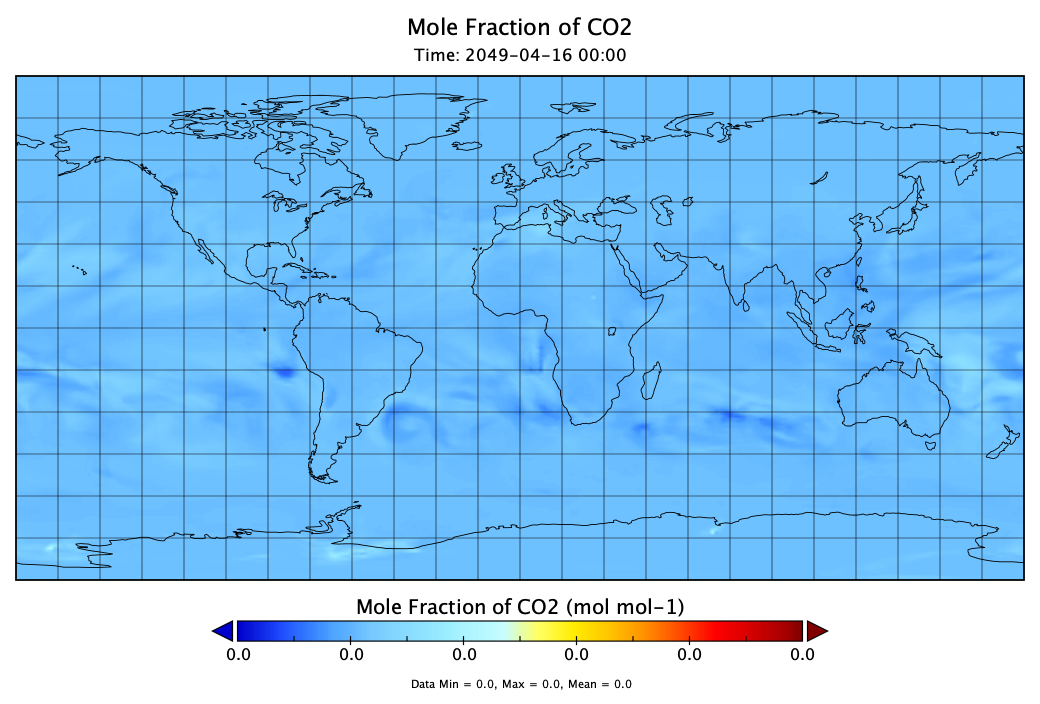 Mole Fraction of CO2
Time: 2049-04-16 00:00
Mole Fraction of CO2 (mol mol-1)
0.0 0.0 0.0 0.0 0.0 0.0
Data Min = 0.0, Max = 0.0, Mean = 0.0